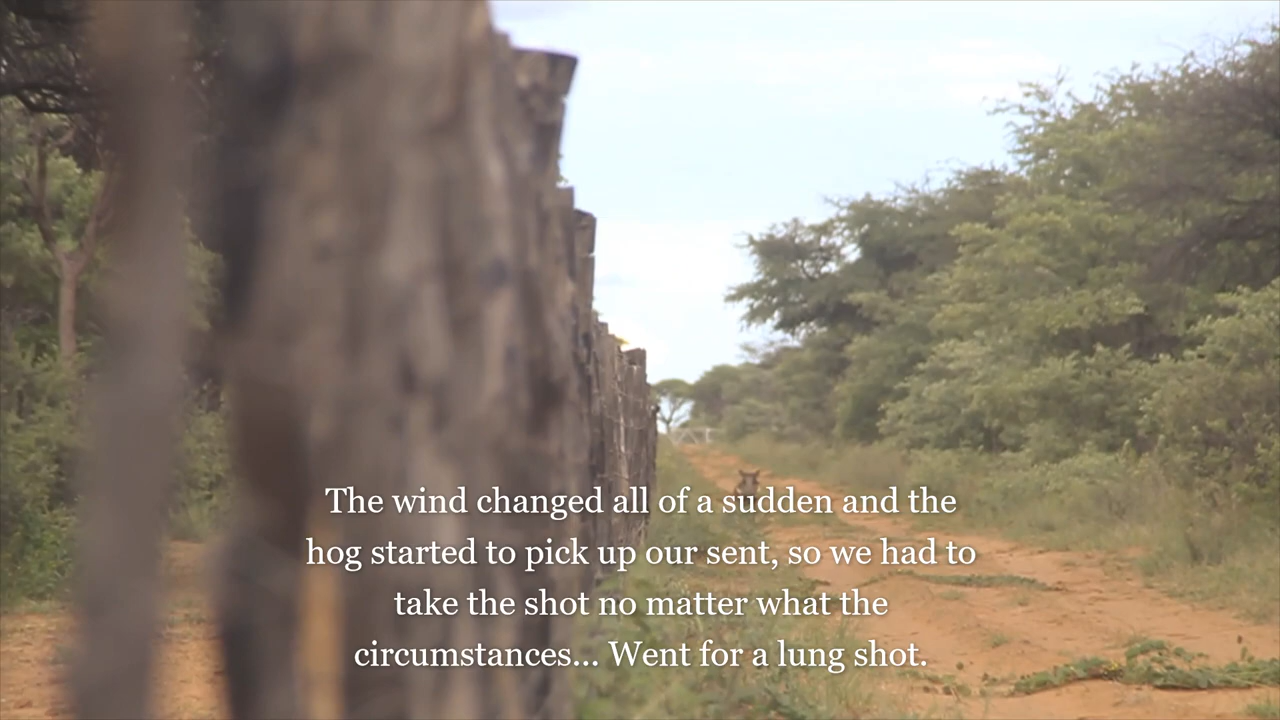 The wind changed all of a sudden and the
hog started to pick up our sent, so we had to
take the shot no matter what the
circumstances... Went for a lung shot.